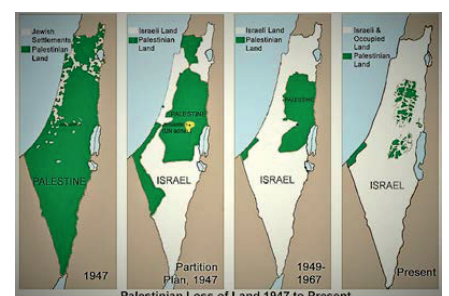 Jewish
Settlements
Palestinian
Land
PALESTINE
1947
Israeli Land
Palestinian
Land
PALESTINE
ISRAEL
Partition
Plan, 1947
Israeli Land
Palestinian
Land
PALESTINE
ISRAEL
1949-
1967
Israeli &
Occupied
Land
Palestinian
Land
Present
Palestinian Loss of Land 1947 to Present